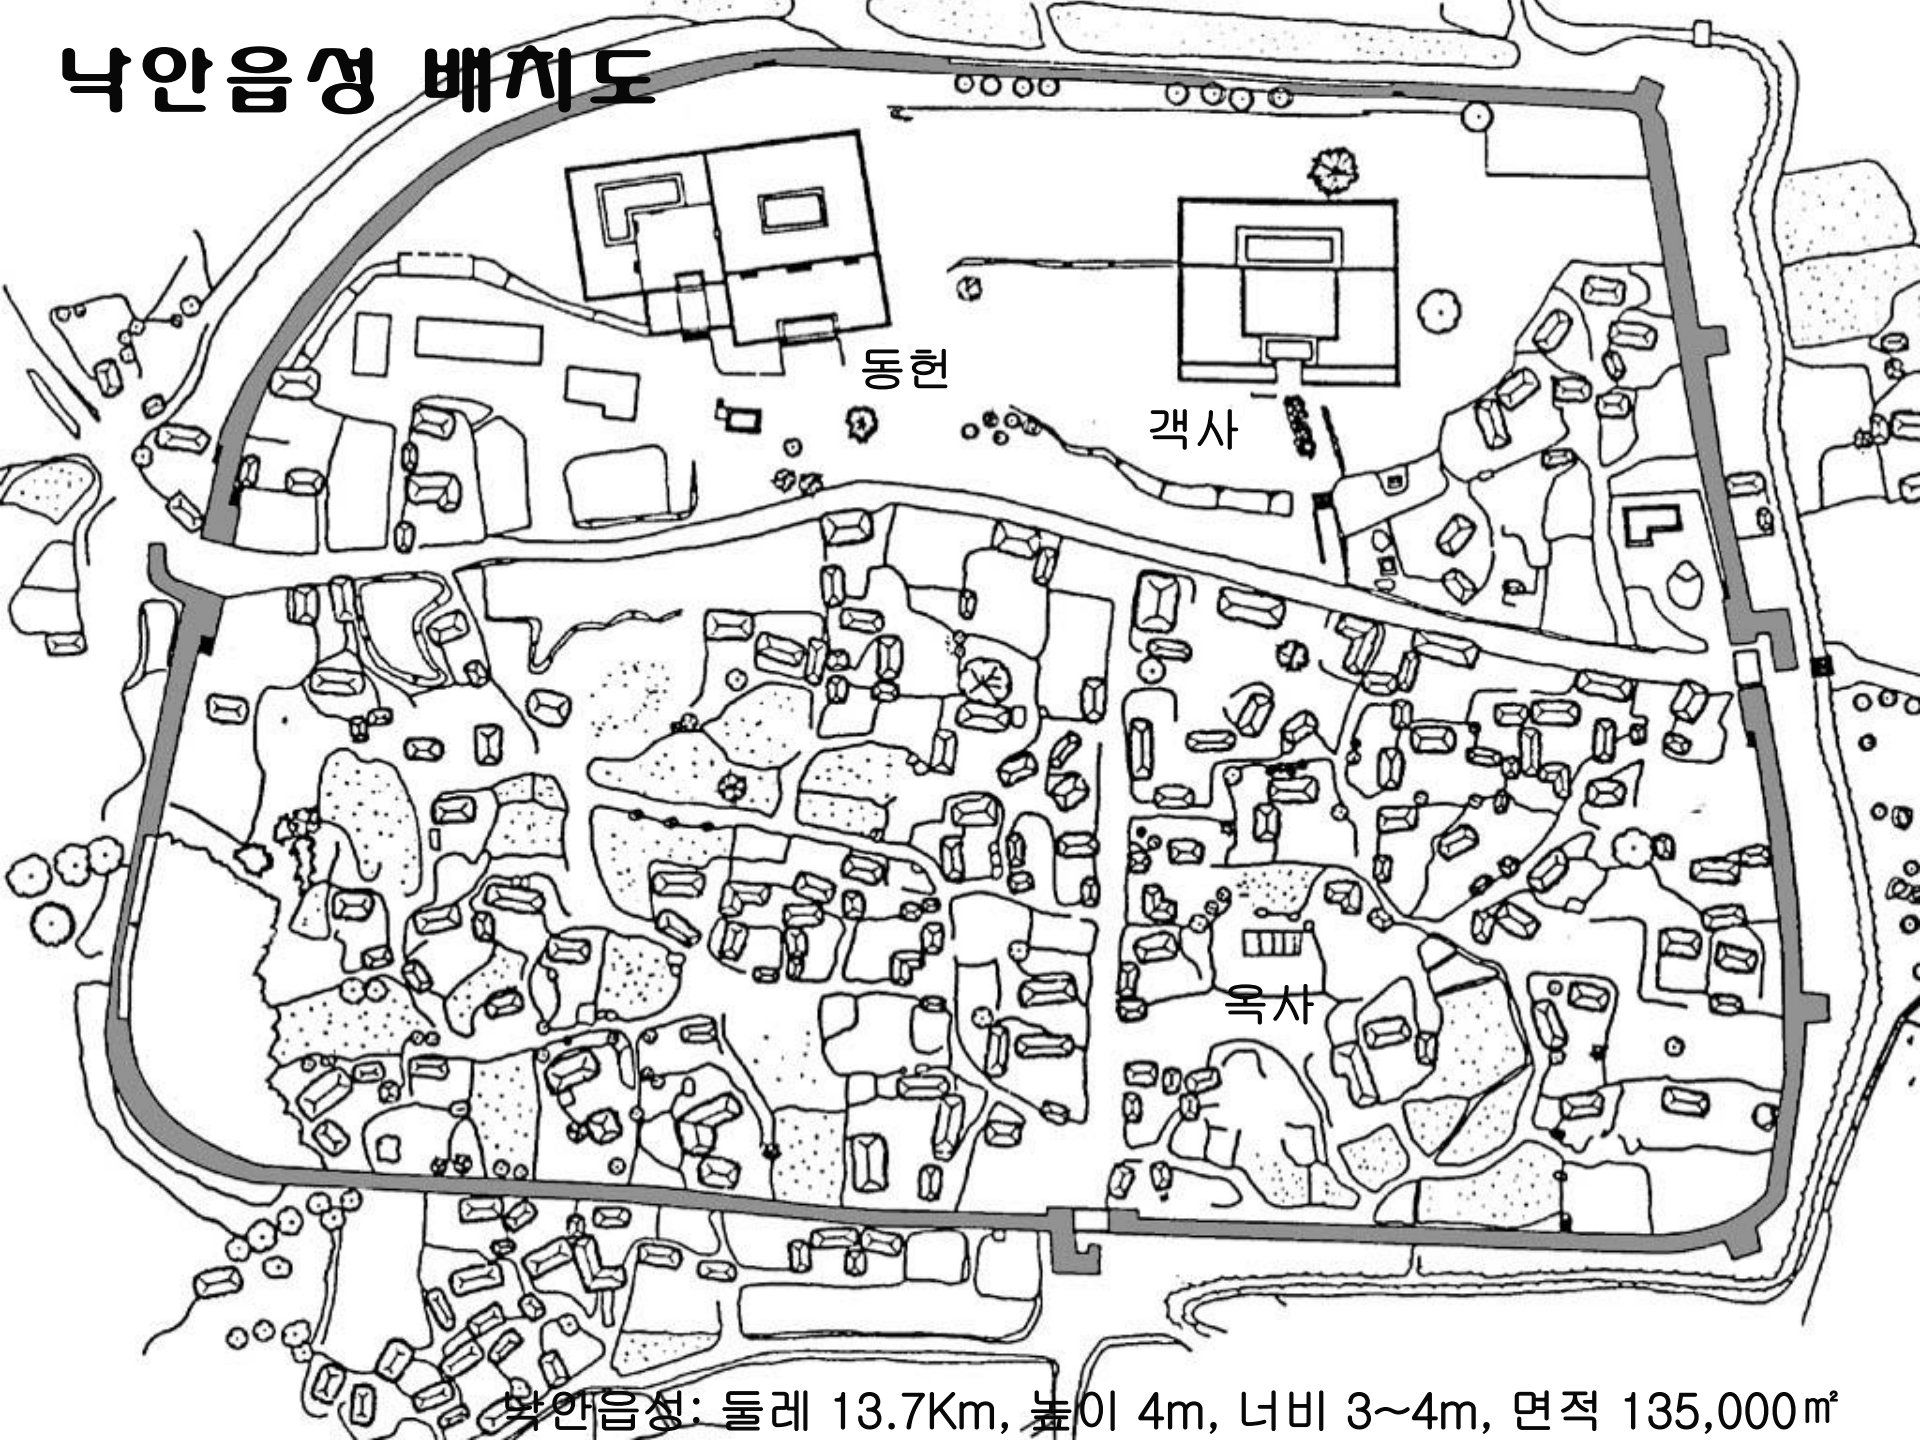 낙안읍성 배치도
동헌
객사
옥사
낙안읍성: 둘레 13.7Km, 높이 4m, 너비 3~4m, 면적 135,000㎡